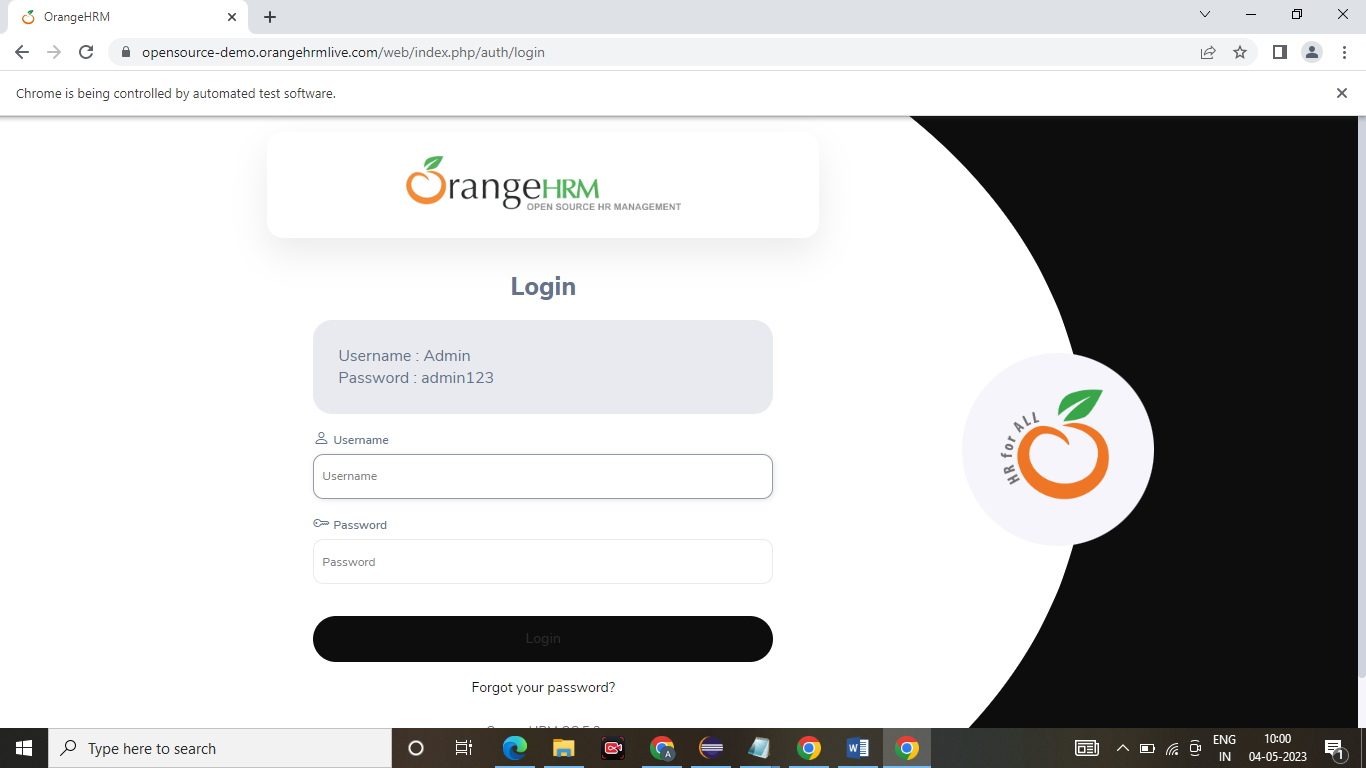 OrangeHRM
opensource-demo.orangehrmlive.com/web/index.php/auth/login
Chrome is being controlled by automated test software.
OrangeHRM
OPEN SOURCE HR MANAGEMENT
Login
Username : Admin
Password : admin123
Username
Username
Password
Password
Login
Forgot your password?
HR for ALL
Type here to search
A
W
ENG
IN
10:00
04-05-2023
1